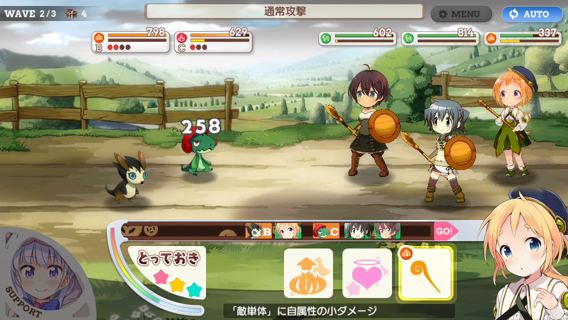 WAVE 2/3 4
通常攻撃
MENU
AUTO
798
B
629
C
602
814
337
258
B
C
GO!
とっておき
SUPPORT
「敵単体」に自属性の小ダメージ